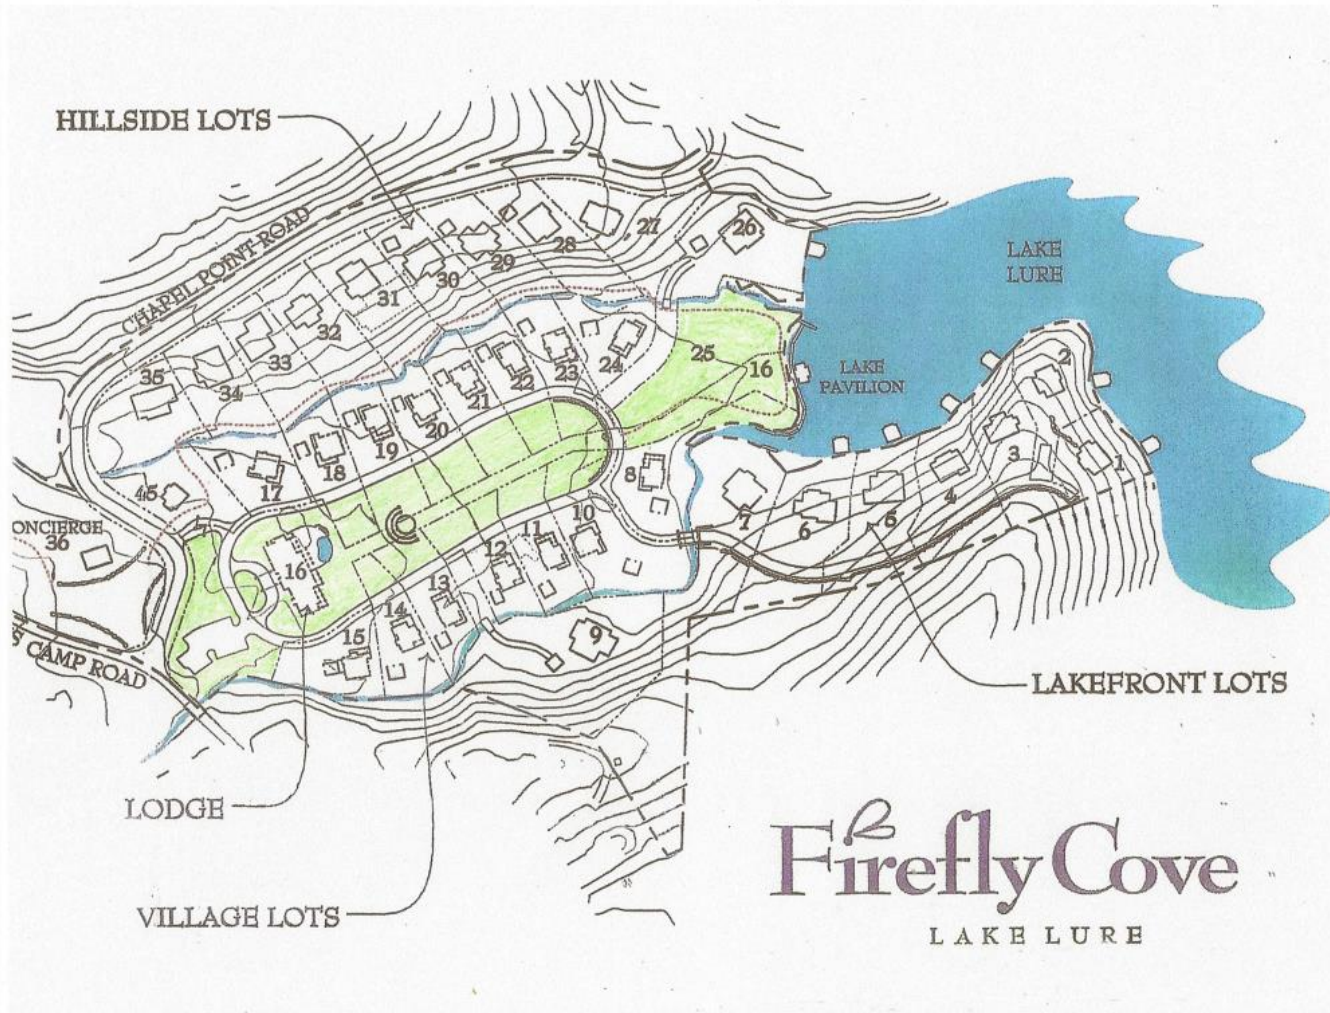 HILLSIDE LOTS
CHAPEL POINT ROAD
27
26
28
29
30
31
32
33
34
35
LAKE
LURE
25
16
LAKE
PAVILION
24
23
22
21
20
19
18
17
45
2
3
1
4
5
6
7
8
ONCIERGE
36
10
11
12
13
14
15
16
9
S CAMP ROAD
LAKEFRONT LOTS
LODGE
VILLAGE LOTS
Firefly Cove
LAKE LURE